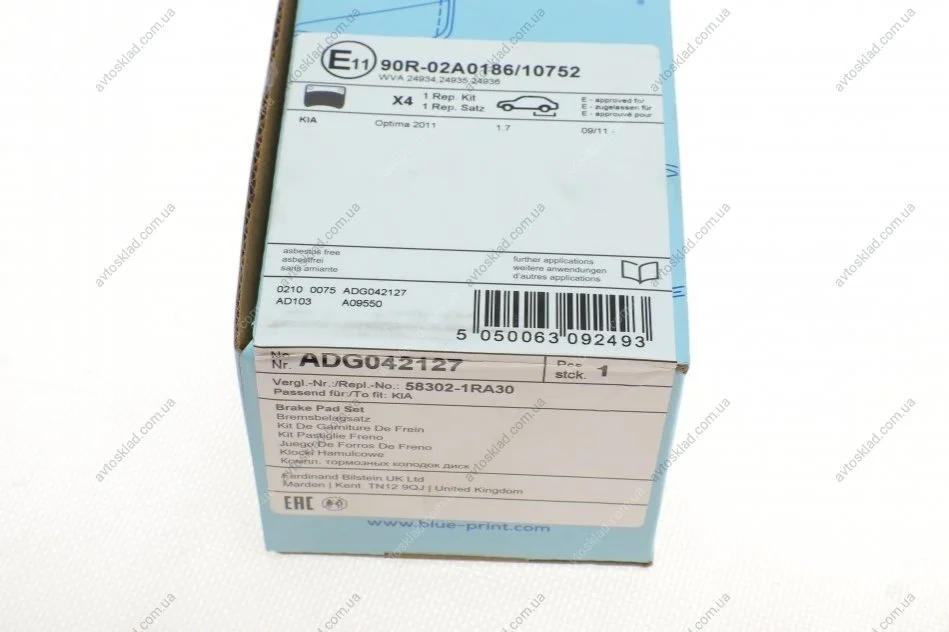 E11 90R-02A0186/10752
WVA 24934,24935,24936
X4 1 Rep. Kit
1 Rep. Satz
E - approved for
E - zugelassen für
E - approuvé pour
KIA Optima 2011 1.7 09/11 -
asbestos free
asbestfrei
sans amiante
further applications
weitere anwendungen
d'autres applications
0210 0075 ADG042127
AD103 A09550
5 050063 092493
No.
Nr. ADG042127
Pcs
stck. 1
Vergl.-Nr.:/Repl.-No.: 58302-1RA30
Passend für:/To fit: KIA
Brake Pad Set
Bremsbelagsatz
Kit De Garniture De Frein
Kit Pastiglie Freno
Juego De Forros De Freno
Klocki Hamulcowe
Компл. тормозных колодок диск
Ferdinand Bilstein UK Ltd
Marden | Kent TN12 9QJ | United Kingdom
EAC
www.blue-print.com
avtosklad.com.ua